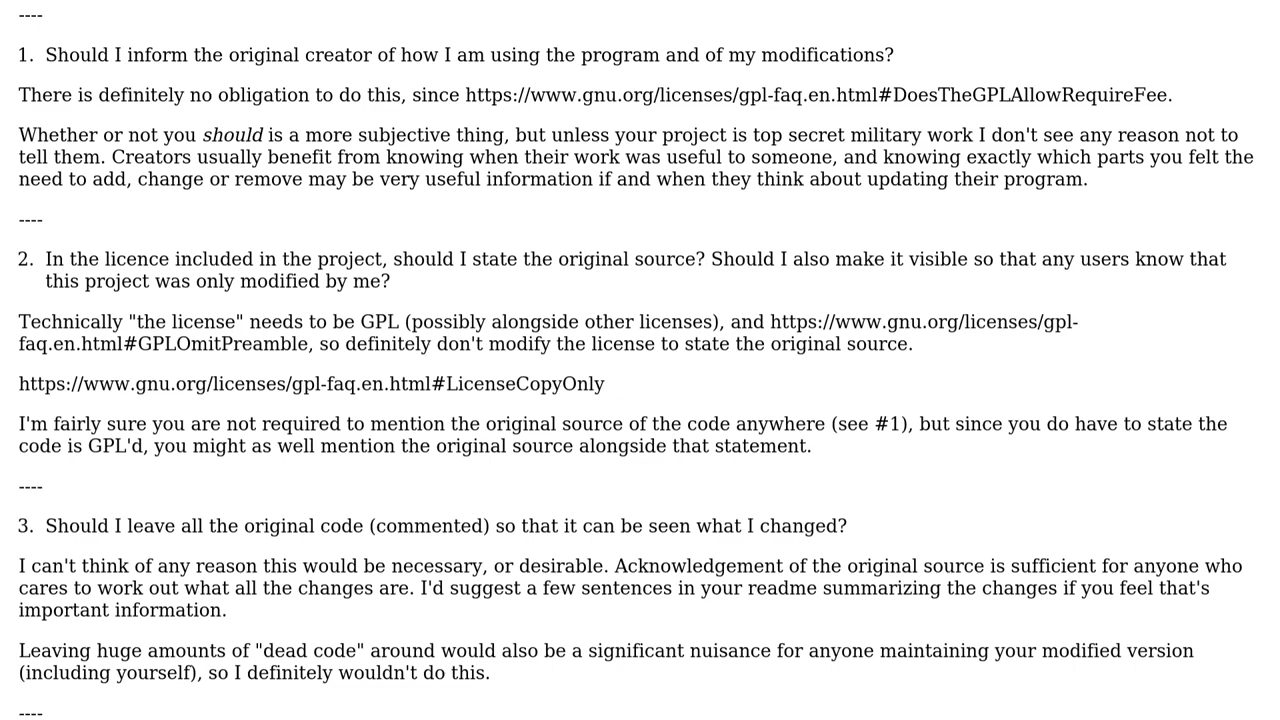 ----
1. Should I inform the original creator of how I am using the program and of my modifications?
There is definitely no obligation to do this, since https://www.gnu.org/licenses/gpl-faq.en.html#DoesTheGPLAllowRequireFee.
Whether or not you should is a more subjective thing, but unless your project is top secret military work I don't see any reason not to
tell them. Creators usually benefit from knowing when their work was useful to someone, and knowing exactly which parts you felt the
need to add, change or remove may be very useful information if and when they think about updating their program.
----
2. In the licence included in the project, should I state the original source? Should I also make it visible so that any users know that
this project was only modified by me?
Technically "the license" needs to be GPL (possibly alongside other licenses), and https://www.gnu.org/licenses/gpl-
faq.en.html#GPLOmitPreamble, so definitely don't modify the license to state the original source.
https://www.gnu.org/licenses/gpl-faq.en.html#LicenseCopyOnly
I'm fairly sure you are not required to mention the original source of the code anywhere (see #1), but since you do have to state the
code is GPL'd, you might as well mention the original source alongside that statement.
----
3. Should I leave all the original code (commented) so that it can be seen what I changed?
I can't think of any reason this would be necessary, or desirable. Acknowledgement of the original source is sufficient for anyone who
cares to work out what all the changes are. I'd suggest a few sentences in your readme summarizing the changes if you feel that's
important information.
Leaving huge amounts of "dead code" around would also be a significant nuisance for anyone maintaining your modified version
(including yourself), so I definitely wouldn't do this.
----